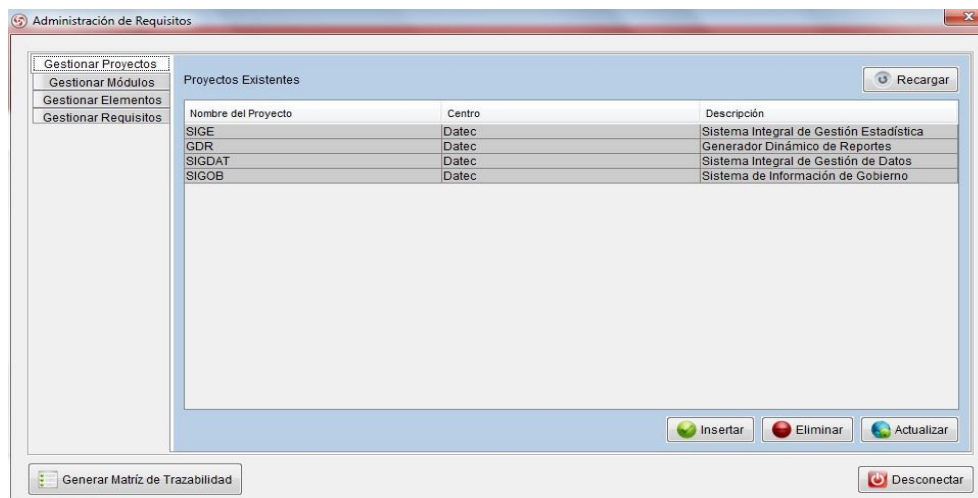 Administración de Requisitos
Gestionar Proyectos
Gestionar Módulos
Gestionar Elementos
Gestionar Requisitos
Proyectos Existentes
Recargar
Nombre del Proyecto Centro Descripción
SIGE Datec Sistema Integral de Gestión Estadística
GDR Datec Generador Dinámico de Reportes
SIGDAT Datec Sistema Integral de Gestión de Datos
SIGOB Datec Sistema de Información de Gobierno
Insertar Eliminar Actualizar
Generar Matríz de Trazabilidad Desconectar